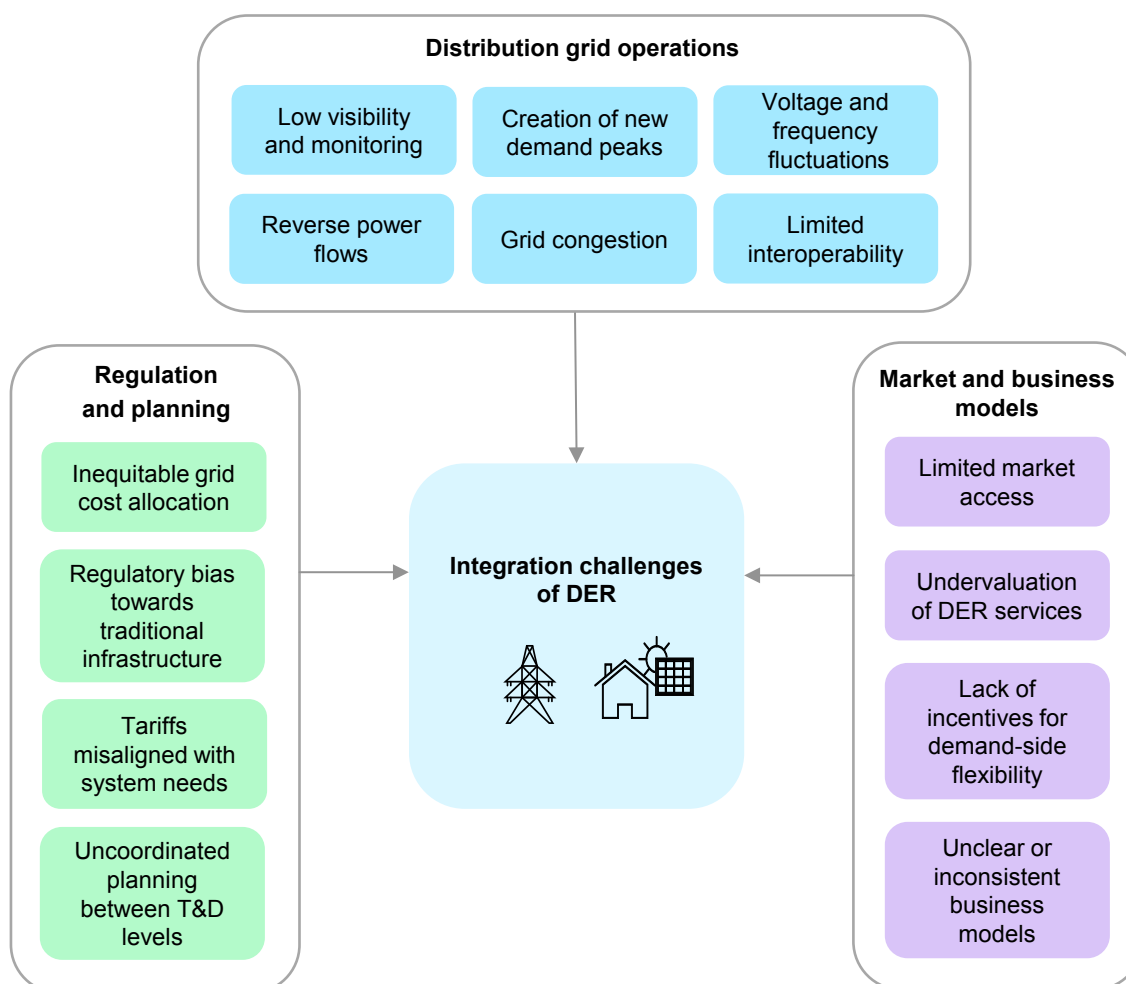 Distribution grid operations
Low visibility
and monitoring
Creation of new
demand peaks
Voltage and
frequency
fluctuations
Reverse power
flows
Grid congestion
Limited
interoperability
Regulation
and planning
Inequitable grid
cost allocation
Regulatory bias
towards
traditional
infrastructure
Tariffs
misaligned with
system needs
Uncoordinated
planning
between T&D
levels
Integration challenges
of DER
Market and business
models
Limited market
access
Undervaluation
of DER services
Lack of
incentives for
demand-side
flexibility
Unclear or
inconsistent
business
models